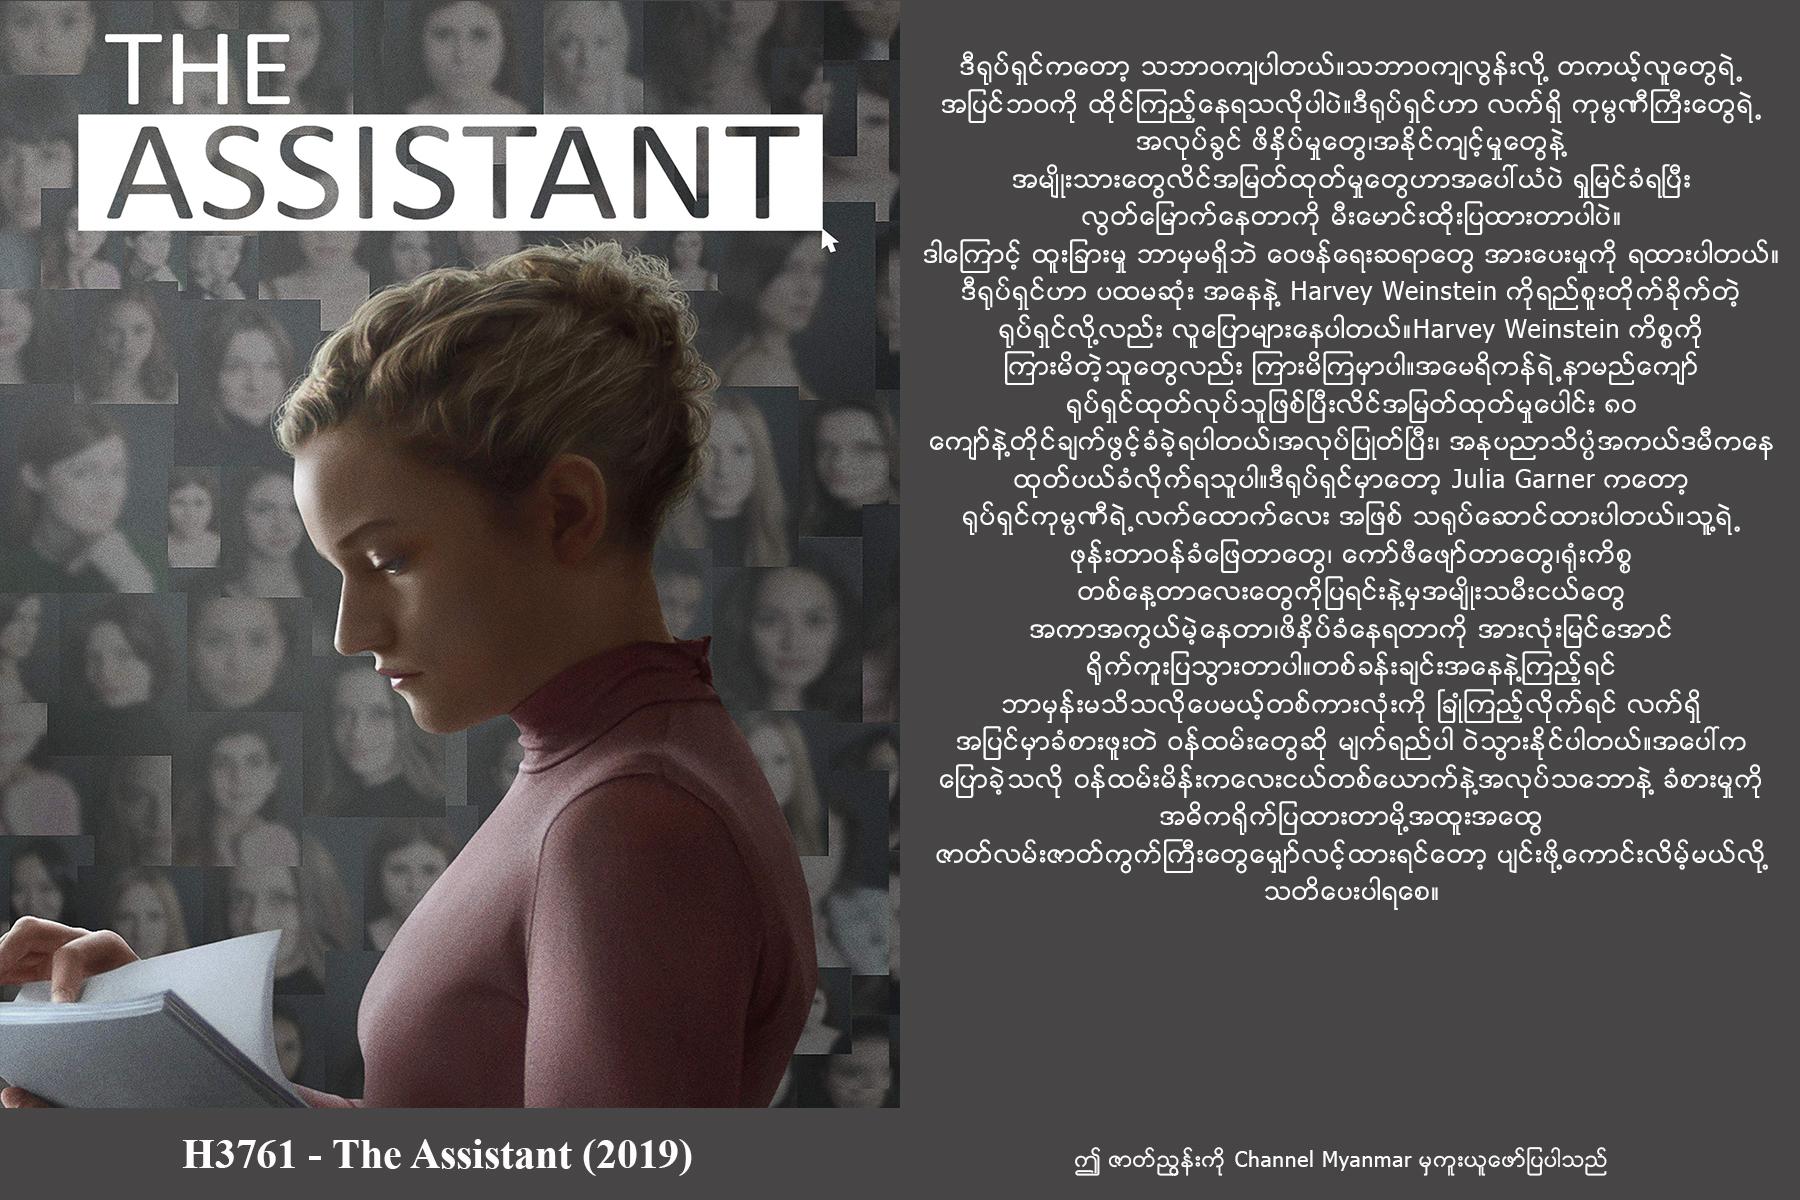 THE
ASSISTANT
ဒီရုပ်ရှင်ကတော့ သဘာဝကျပါတယ်။သဘာဝကျလွန်းလို့ တကယ့်လူတွေရဲ့
အပြင်ဘဝကို ထိုင်ကြည့်နေရသလိုပါပဲ။ဒီရုပ်ရှင်ဟာ လက်ရှိ ကုမ္ပဏီကြီးတွေရဲ့
အလုပ်ခွင် ဖိနှိပ်မှုတွေ၊အနိုင်ကျင့်မှုတွေနဲ့
အမျိုးသားတွေလိင်အမြတ်ထုတ်မှုတွေဟာအပေါ်ယံပဲ ရှုမြင်ခံရပြီး
လွတ်မြောက်နေတာကို မီးမောင်းထိုးပြထားတာပါပဲ။
ဒါကြောင့် ထူးခြားမှု ဘာမှမရှိဘဲ ဝေဖန်ရေးဆရာတွေ အားပေးမှုကို ရထားပါတယ်။
ဒီရုပ်ရှင်ဟာ ပထမဆုံး အနေနဲ့ Harvey Weinstein ကိုရည်စူးတိုက်ခိုက်တဲ့
ရုပ်ရှင်လို့လည်း လူပြောများနေပါတယ်။Harvey Weinstein ကိစ္စကို
ကြားမိတဲ့သူတွေလည်း ကြားမိကြမှာပါ။အမေရိကန်ရဲ့နာမည်ကျော်
ရုပ်ရှင်ထုတ်လုပ်သူဖြစ်ပြီးလိင်အမြတ်ထုတ်မှုပေါင်း ၈၀
ကျော်နဲ့တိုင်ချက်ဖွင့်ခံခဲ့ရပါတယ်၊အလုပ်ပြုတ်ပြီး၊ အနုပညာသိပ္ပံအကယ်ဒမီကနေ
ထုတ်ပယ်ခံလိုက်ရသူပါ။ဒီရုပ်ရှင်မှာတော့ Julia Garner ကတော့
ရုပ်ရှင်ကုမ္ပဏီရဲ့လက်ထောက်လေး အဖြစ် သရုပ်ဆောင်ထားပါတယ်။သူ့ရဲ့
ဖုန်းတာဝန်ခံဖြေတာတွေ၊ ကော်ဖီဖျော်တာတွေ၊ရုံးကိစ္စ
တစ်နေ့တာလေးတွေကိုပြရင်းနဲ့မှအမျိုးသမီးငယ်တွေ
အကာအကွယ်မဲ့နေတာ၊ဖိနှိပ်ခံနေရတာကို အားလုံးမြင်အောင်
ရိုက်ကူးပြသွားတာပါ။တစ်ခန်းချင်းအနေနဲ့ကြည့်ရင်
ဘာမှန်းမသိသလိုပေမယ့်တစ်ကားလုံးကို ခြုံကြည့်လိုက်ရင် လက်ရှိ
အပြင်မှာခံစားဖူးတဲ ဝန်ထမ်းတွေဆို မျက်ရည်ပါ ဝဲသွားနိုင်ပါတယ်။အပေါ်က
ပြောခဲ့သလို ဝန်ထမ်းမိန်းကလေးငယ်တစ်ယောက်နဲ့အလုပ်သဘောနဲ့ ခံစားမှုကို
အဓိကရိုက်ပြထားတာမို့အထူးအထွေ
ဇာတ်လမ်းဇာတ်ကွက်ကြီးတွေမျှော်လင့်ထားရင်တော့ ပျင်းဖို့ကောင်းလိမ့်မယ်လို့
သတိပေးပါရစေ။
H3761 - The Assistant (2019)
ဤ ဇာတ်ညွှန်းကို Channel Myanmar မှကူးယူဖော်ပြပါသည်